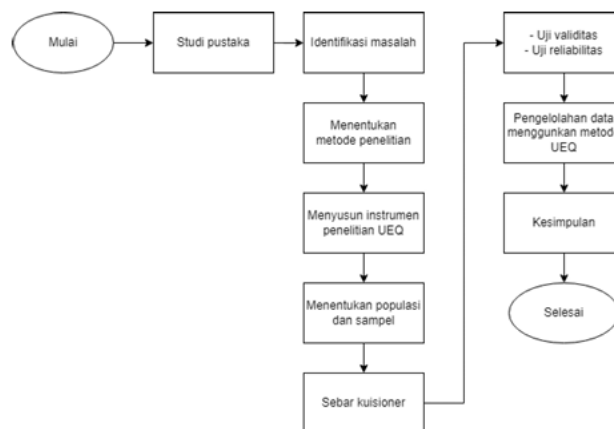 Mulai
Studi pustaka
Identifikasi masalah
Menentukan
metode penelitian
Menyusun instrumen
penelitian UEQ
Menentukan populasi
dan sampel
Sebar kuisioner
- Uji validitas
- Uji reliabilitas
Pengelolahan data
menggunkan metode
UEQ
Kesimpulan
Selesai